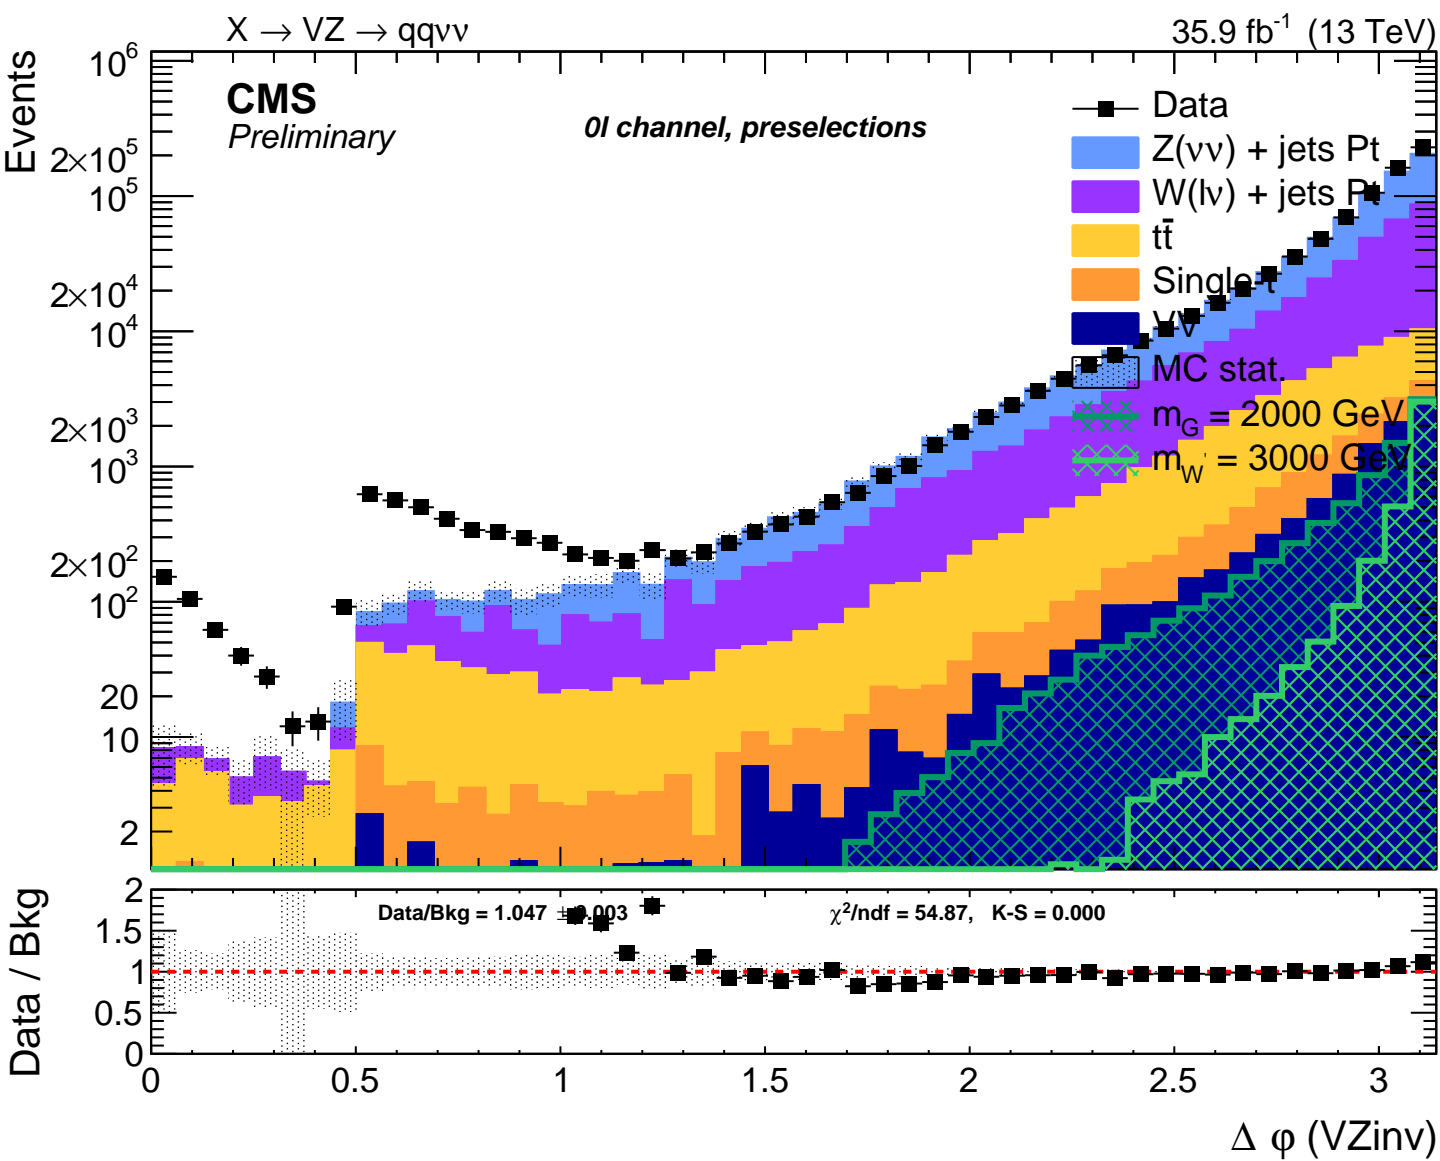 X → VZ → qqνν
35.9 fb⁻¹ (13 TeV)
Events
CMS
Preliminary
0l channel, preselections
Data
Z(νν) + jets Pt
W(lν) + jets Pt
tt̄
Single-t
VV
MC stat.
m_G = 2000 GeV
m_W' = 3000 GeV
10⁶
2×10⁵
10⁵
2×10⁴
10⁴
2×10³
10³
2×10²
10²
20
10
2
Data / Bkg
2
1.5
1
0.5
0
Data/Bkg = 1.047 ± 0.003
χ²/ndf = 54.87, K-S = 0.000
0 0.5 1 1.5 2 2.5 3
Δ φ (VZinv)